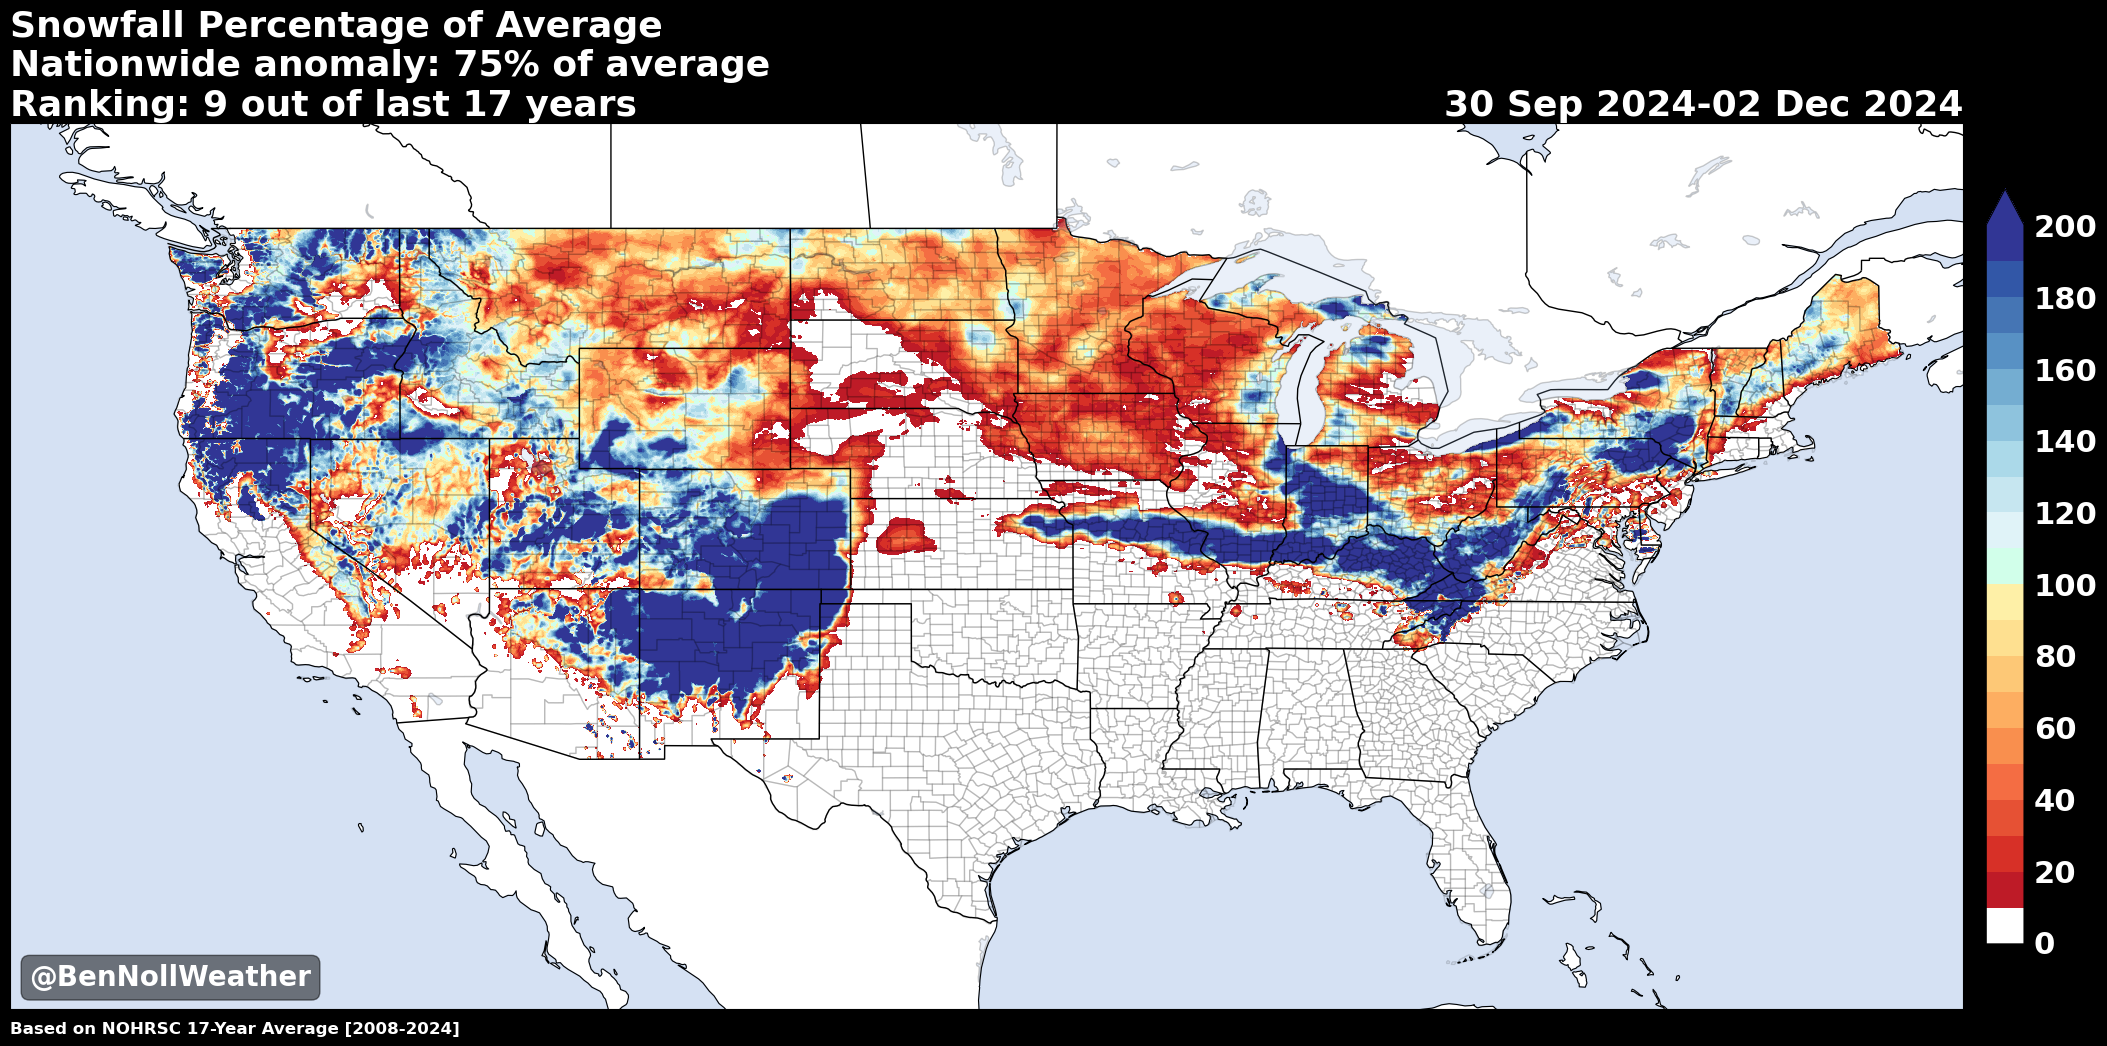 Snowfall Percentage of Average
Nationwide anomaly: 75% of average
Ranking: 9 out of last 17 years
30 Sep 2024-02 Dec 2024
200
180
160
140
120
100
80
60
40
20
0
@BenNollWeather
Based on NOHRSC 17-Year Average [2008-2024]